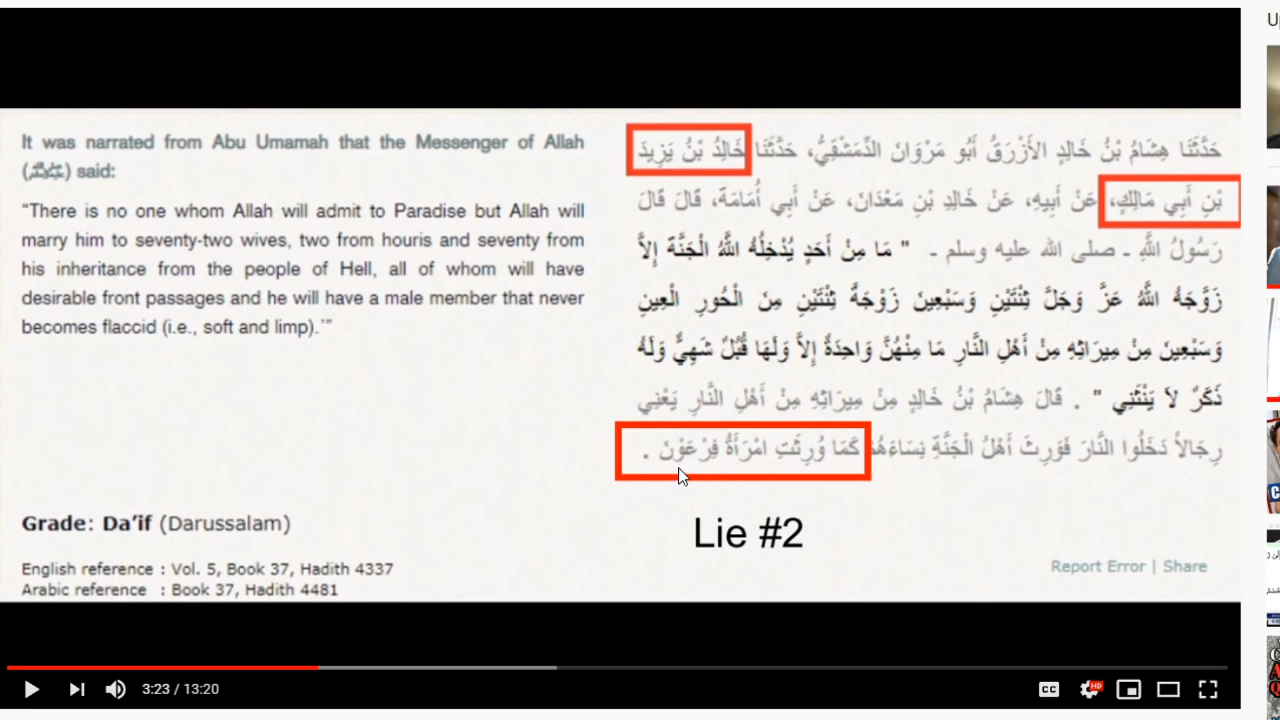 It was narrated from Abu Umamah that the Messenger of Allah
(ﷺ) said:
“There is no one whom Allah will admit to Paradise but Allah will
marry him to seventy-two wives, two from houris and seventy from
his inheritance from the people of Hell, all of whom will have
desirable front passages and he will have a male member that never
becomes flaccid (i.e., soft and limp).’”
حَدَّثَنَا هِشَامُ بْنُ خَالِدٍ الأَزْرَقُ أَبُو مَرْوَانَ الدِّمَشْقِيُّ، حَدَّثَنَا خَالِدُ بْنُ يَزِيدَ
بْنِ أَبِي مَالِكٍ، عَنْ أَبِيهِ، عَنْ خَالِدِ بْنِ مَعْدَانَ، عَنْ أَبِي أُمَامَةَ، قَالَ قَالَ
رَسُولُ اللَّهِ ـ صلى الله عليه وسلم ـ ‏"‏ مَا مِنْ أَحَدٍ يُدْخِلُهُ اللَّهُ الْجَنَّةَ إِلاَّ
زَوَّجَهُ اللَّهُ عَزَّ وَجَلَّ ثِنْتَيْنِ وَسَبْعِينَ زَوْجَةً ثِنْتَيْنِ مِنَ الْحُورِ الْعِينِ
وَسَبْعِينَ مِنْ مِيرَاثِهِ مِنْ أَهْلِ النَّارِ مَا مِنْهُنَّ وَاحِدَةٌ إِلاَّ وَلَهَا قُبُلٌ شَهِيٌّ وَلَهُ
ذَكَرٌ لاَ يَنْثَنِي ‏"‏ ‏.‏ قَالَ هِشَامُ بْنُ خَالِدٍ مِنْ مِيرَاثِهِ مِنْ أَهْلِ النَّارِ يَعْنِي
رِجَالاً دَخَلُوا النَّارَ فَوَرِثَ أَهْلُ الْجَنَّةِ نِسَاءَهُمْ كَمَا وُرِثَتِ امْرَأَةُ فِرْعَوْنَ ‏.‏
Lie #2
Grade: Da’if (Darussalam)
English reference : Vol. 5, Book 37, Hadith 4337
Arabic reference : Book 37, Hadith 4481
Report Error | Share
3:23 / 13:20
CC
HD